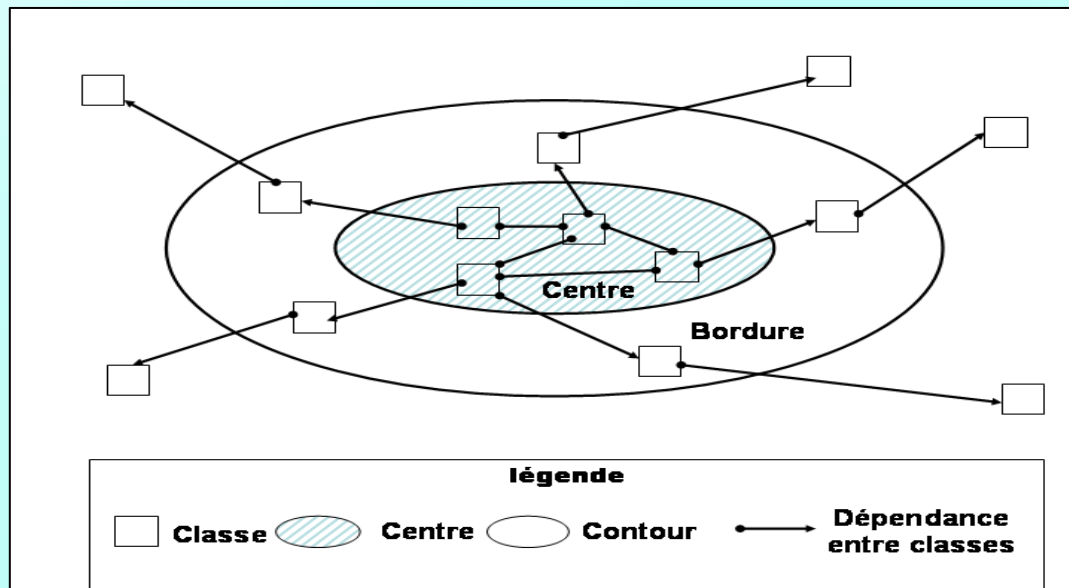 Centre
Bordure
légende
Classe
Centre
Contour
Dépendance
entre classes